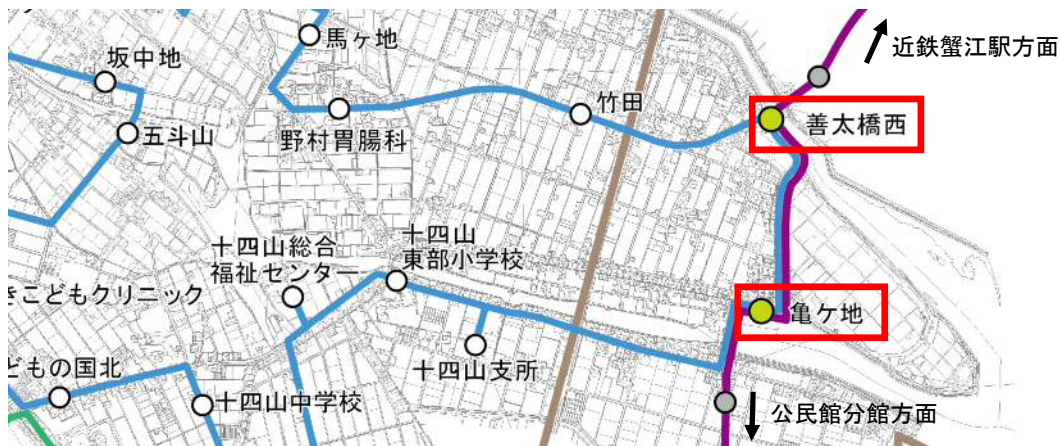 馬ヶ地
近鉄蟹江駅方面
坂中地
竹田
善太橋西
五斗山
野村胃腸科
十四山総合
福祉センター
十四山
東部小学校
きこどもクリニック
亀ケ地
どもの国北
十四山支所
十四山中学校
公民館分館方面